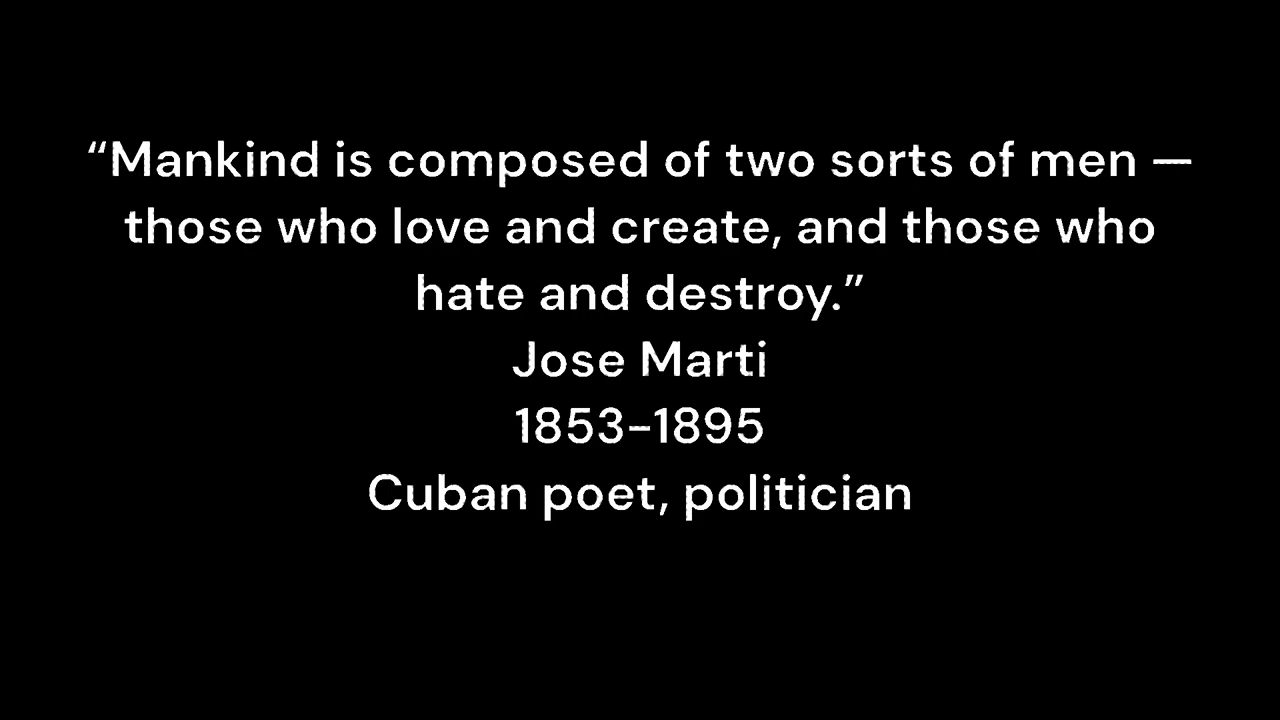 “Mankind is composed of two sorts of men —
those who love and create, and those who
hate and destroy.”
Jose Marti
1853–1895
Cuban poet, politician